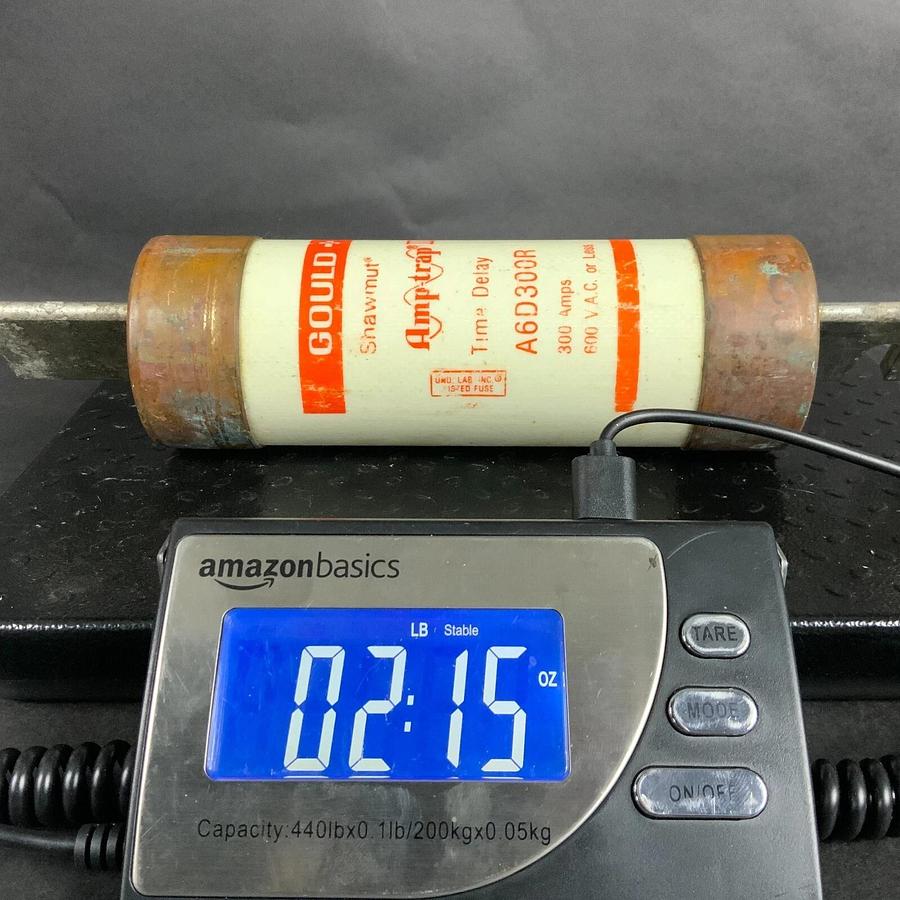 GOULD
Shawmut®
Amp-trap
Time Delay
A6D300R
300 Amps
600 V.A.C. or Less
UND. LAB. INC.®
LISTED FUSE
amazonbasics
LB Stable
02:15 OZ
TARE
MODE
ON/OFF
Capacity:440lbx0.1lb/200kgx0.05kg